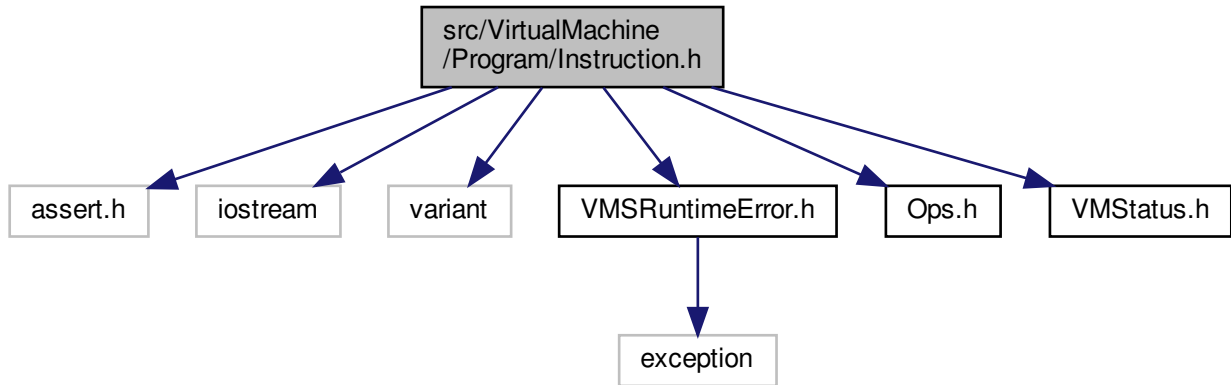 src/VirtualMachine
/Program/Instruction.h
assert.h
iostream
variant
VMSRuntimeError.h
Ops.h
VMStatus.h
exception